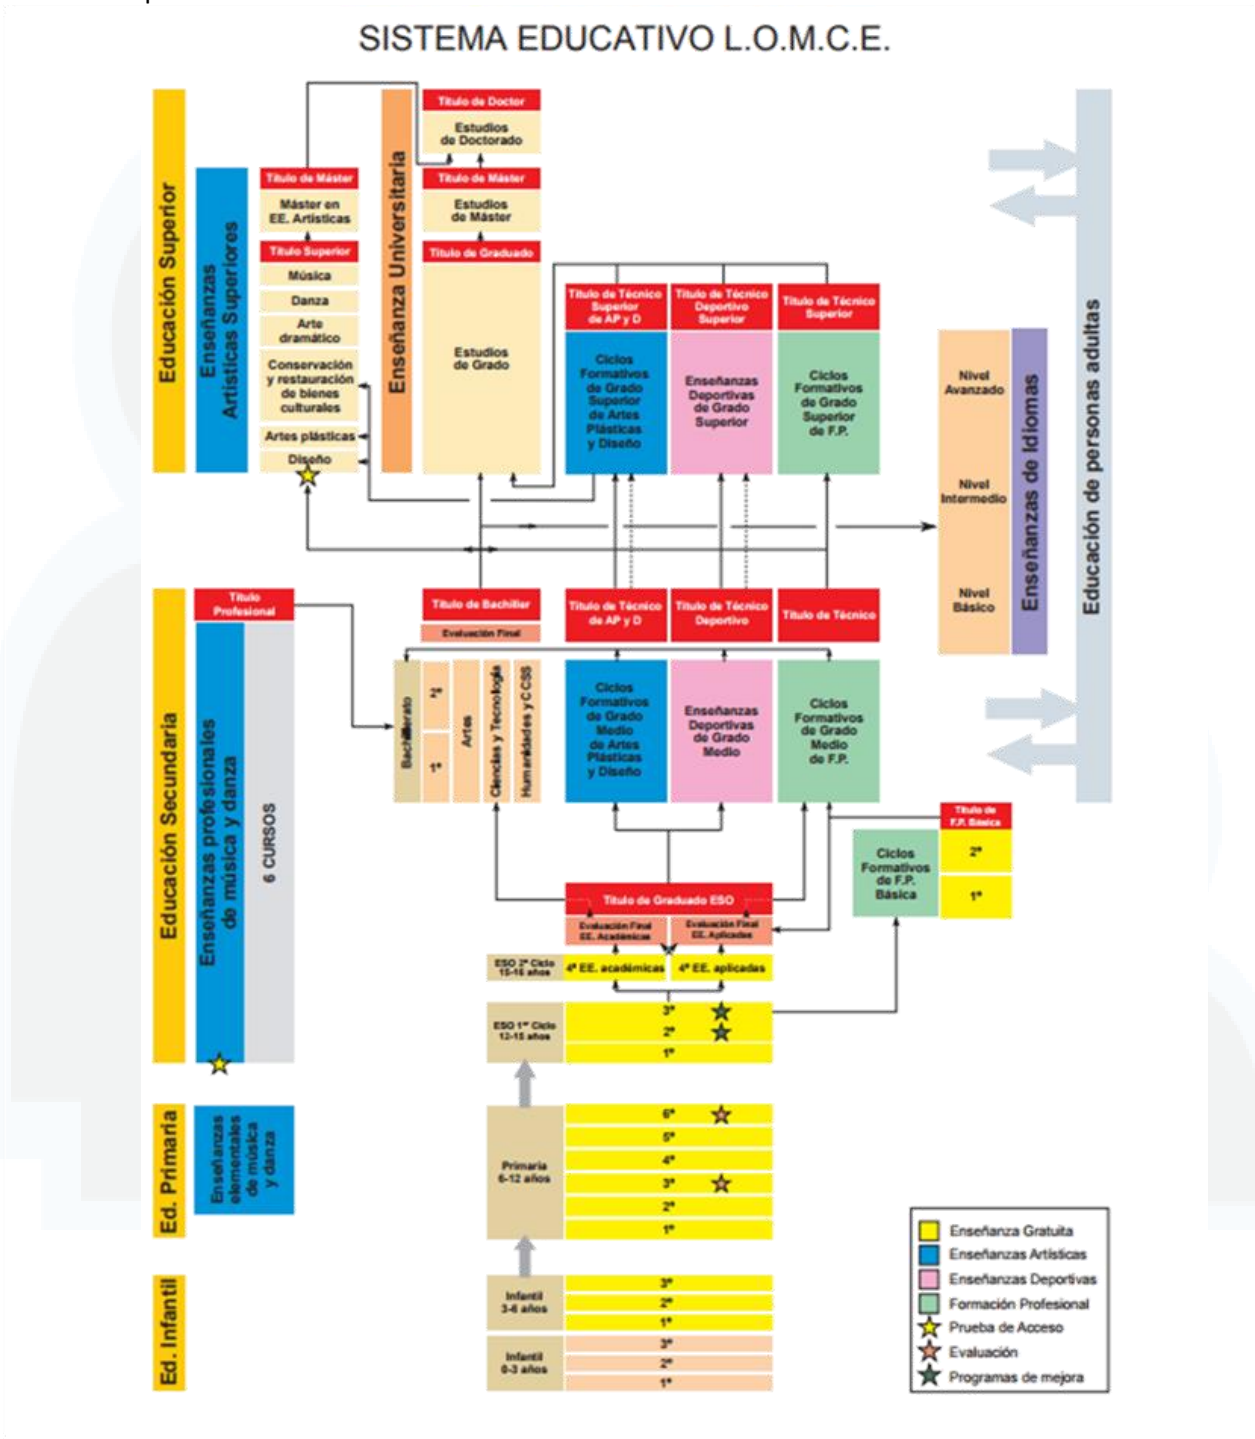 SISTEMA EDUCATIVO L.O.M.C.E.
Educación Superior
Enseñanzas
Artísticas Superiores
Título de Máster
Máster en
EE. Artísticas
Título Superior
Música
Danza
Arte
dramático
Conservación
y restauración
de bienes
culturales
Artes plásticas
Diseño
Enseñanza Universitaria
Título de Doctor
Estudios
de Doctorado
Título de Máster
Estudios
de Máster
Título de Graduado
Estudios
de Grado
Título de Técnico
Superior
de AP y D
Ciclos
Formativos
de Grado
Superior
de Artes
Plásticas
y Diseño
Título de Técnico
Deportivo
Superior
Enseñanzas
Deportivas
de Grado
Superior
Título de Técnico
Superior
Ciclos
Formativos
de Grado
Superior
de F.P.
Nivel
Avanzado
Nivel
Intermedio
Nivel
Básico
Enseñanzas de Idiomas
Educación de personas adultas
Educación Secundaria
Título
Profesional
Enseñanzas profesionales
de música y danza
6 CURSOS
Título de Bachiller
Evaluación Final
Bachillerato
2º
1º
Artes
Ciencias y Tecnología
Humanidades y CCSS
Título de Técnico
de AP y D
Ciclos
Formativos
de Grado
Medio
de Artes
Plásticas
y Diseño
Título de Técnico
Deportivo
Enseñanzas
Deportivas
de Grado
Medio
Título de Técnico
Ciclos
Formativos
de Grado
Medio
de F.P.
Título de
F.P. Básica
Ciclos
Formativos
de F.P.
Básica
2º
1º
Título de Graduado ESO
Evaluación Final
EE. Académicas
Evaluación Final
EE. Aplicadas
ESO 2º Ciclo
15-16 años
4º EE. académicas
4º EE. aplicadas
ESO 1er Ciclo
12-15 años
3º
2º
1º
Ed. Primaria
Enseñanzas
elementales
de música
y danza
Primaria
6-12 años
6º
5º
4º
3º
2º
1º
Ed. Infantil
Infantil
3-6 años
3º
2º
1º
Infantil
0-3 años
3º
2º
1º
Enseñanza Gratuita
Enseñanzas Artísticas
Enseñanzas Deportivas
Formación Profesional
Prueba de Acceso
Evaluación
Programas de mejora